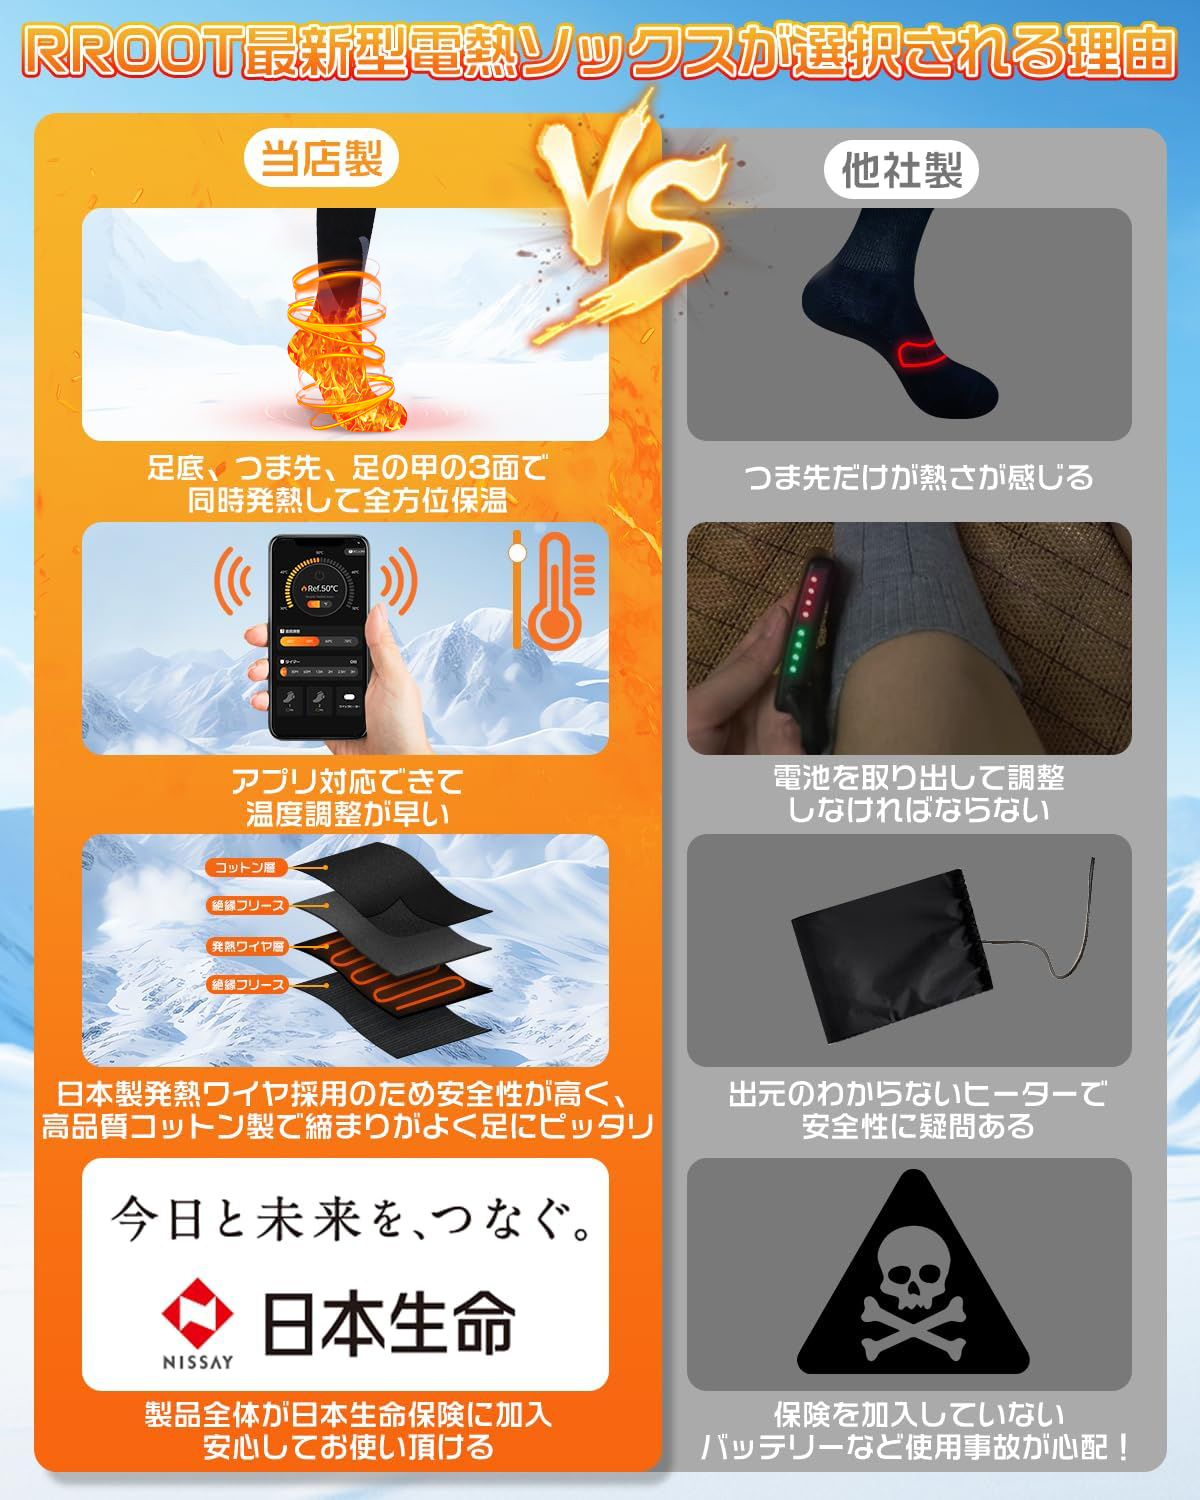 RROOT最新型電熱ソックスが選択される理由
VS
当店製
足底、つま先、足の甲の3面で
同時発熱して全方位保温
Ref.50℃
アプリ対応できて
温度調整が早い
コットン層
絶縁フリース
発熱ワイヤ層
絶縁フリース
日本製発熱ワイヤ採用のため安全性が高く、
高品質コットン製で締まりがよく足にピッタリ
今日と未来を、つなぐ。
NISSAY
日本生命
製品全体が日本生命保険に加入
安心してお使い頂ける
他社製
つま先だけが熱さが感じる
電池を取り出して調整
しなければならない
出元のわからないヒーターで
安全性に疑問ある
保険を加入していない
バッテリーなど使用事故が心配！